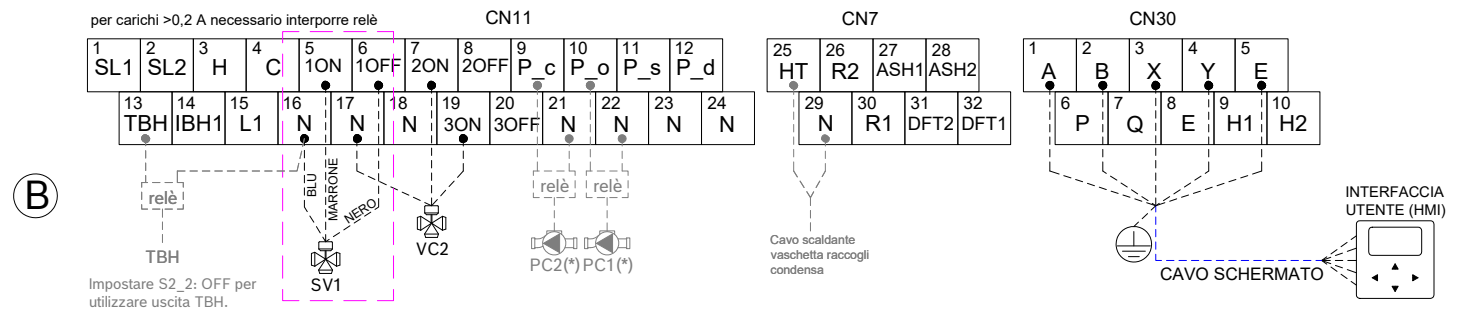 per carichi >0,2 A necessario interporre relè
CN11
CN7
CN30
1 SL1 2 SL2 3 H 4 C 5 1ON 6 1OFF 7 2ON 8 2OFF 9 P_c 10 P_o 11 P_s 12 P_d
13 TBH 14 IBH1 15 L1 16 N 17 N 18 N 19 3ON 20 3OFF 21 N 22 N 23 N 24 N
25 HT 26 R2 27 ASH1 28 ASH2
29 N 30 R1 31 DFT2 32 DFT1
1 A 2 B 3 X 4 Y 5 E
6 P 7 Q 8 E 9 H1 10 H2
B
relè
BLU
MARRONE
NERO
relè
relè
TBH
Impostare S2_2: OFF per
utilizzare uscita TBH.
SV1
VC2
PC2(*)
PC1(*)
Cavo scaldante
vaschetta raccogli
condensa
CAVO SCHERMATO
INTERFACCIA
UTENTE (HMI)